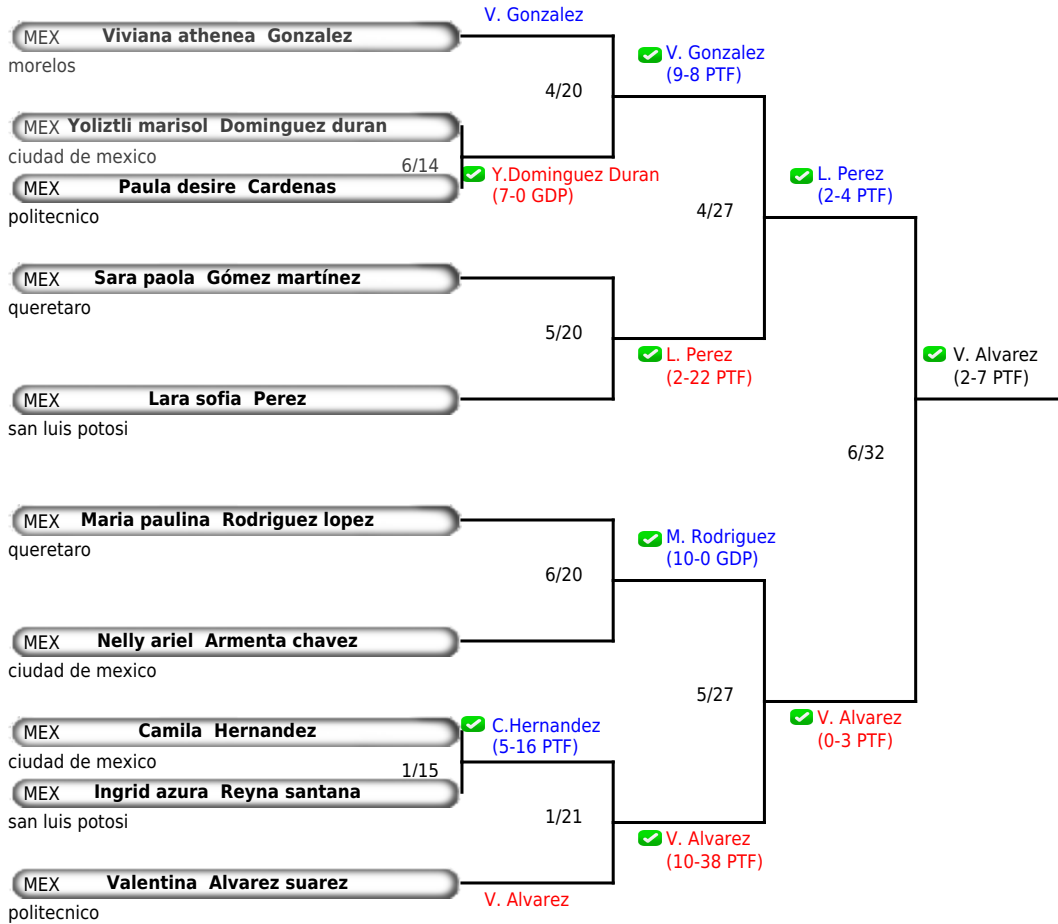 V. Gonzalez
MEX Viviana athenea Gonzalez
morelos
V. Gonzalez
(9-8 PTF)
4/20
MEX Yoliztli marisol Dominguez duran
ciudad de mexico
6/14
Y.Dominguez Duran
(7-0 GDP)
MEX Paula desire Cardenas
politecnico
L. Perez
(2-4 PTF)
4/27
MEX Sara paola Gómez martínez
queretaro
5/20
L. Perez
(2-22 PTF)
V. Alvarez
(2-7 PTF)
MEX Lara sofia Perez
san luis potosi
6/32
MEX Maria paulina Rodriguez lopez
queretaro
M. Rodriguez
(10-0 GDP)
6/20
MEX Nelly ariel Armenta chavez
ciudad de mexico
5/27
V. Alvarez
(0-3 PTF)
MEX Camila Hernandez
ciudad de mexico
C.Hernandez
(5-16 PTF)
1/15
MEX Ingrid azura Reyna santana
san luis potosi
1/21
V. Alvarez
(10-38 PTF)
MEX Valentina Alvarez suarez
politecnico
V. Alvarez